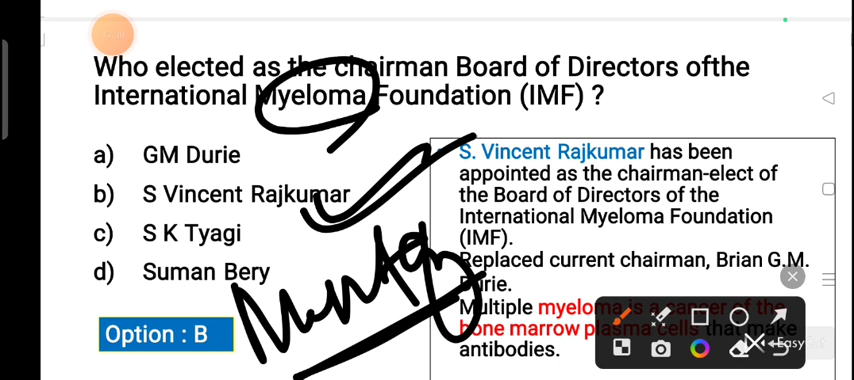 Who elected as the chairman Board of Directors ofthe
International Myeloma Foundation (IMF) ?
a) GM Durie
b) S Vincent Rajkumar
c) S K Tyagi
d) Suman Bery
Option : B
S. Vincent Rajkumar has been
appointed as the chairman-elect of
the Board of Directors of the
International Myeloma Foundation
(IMF).
Replaced current chairman, Brian G.M.
Durie.
Multiple myeloma is a cancer of the
bone marrow plasma cells that make
antibodies.